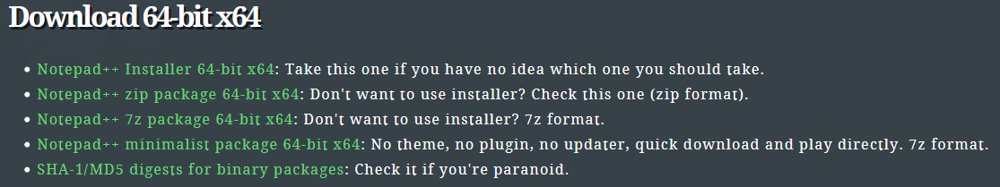 Download 64-bit x64
• Notepad++ Installer 64-bit x64: Take this one if you have no idea which one you should take.
• Notepad++ zip package 64-bit x64: Don't want to use installer? Check this one (zip format).
• Notepad++ 7z package 64-bit x64: Don't want to use installer? 7z format.
• Notepad++ minimalist package 64-bit x64: No theme, no plugin, no updater, quick download and play directly. 7z format.
• SHA-1/MD5 digests for binary packages: Check it if you're paranoid.